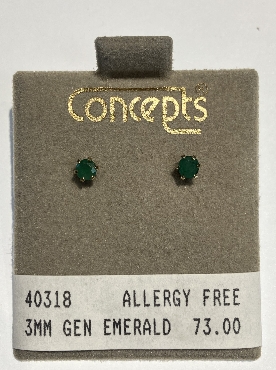 Concepts
40318 ALLERGY FREE
3MM GEN EMERALD 73.00